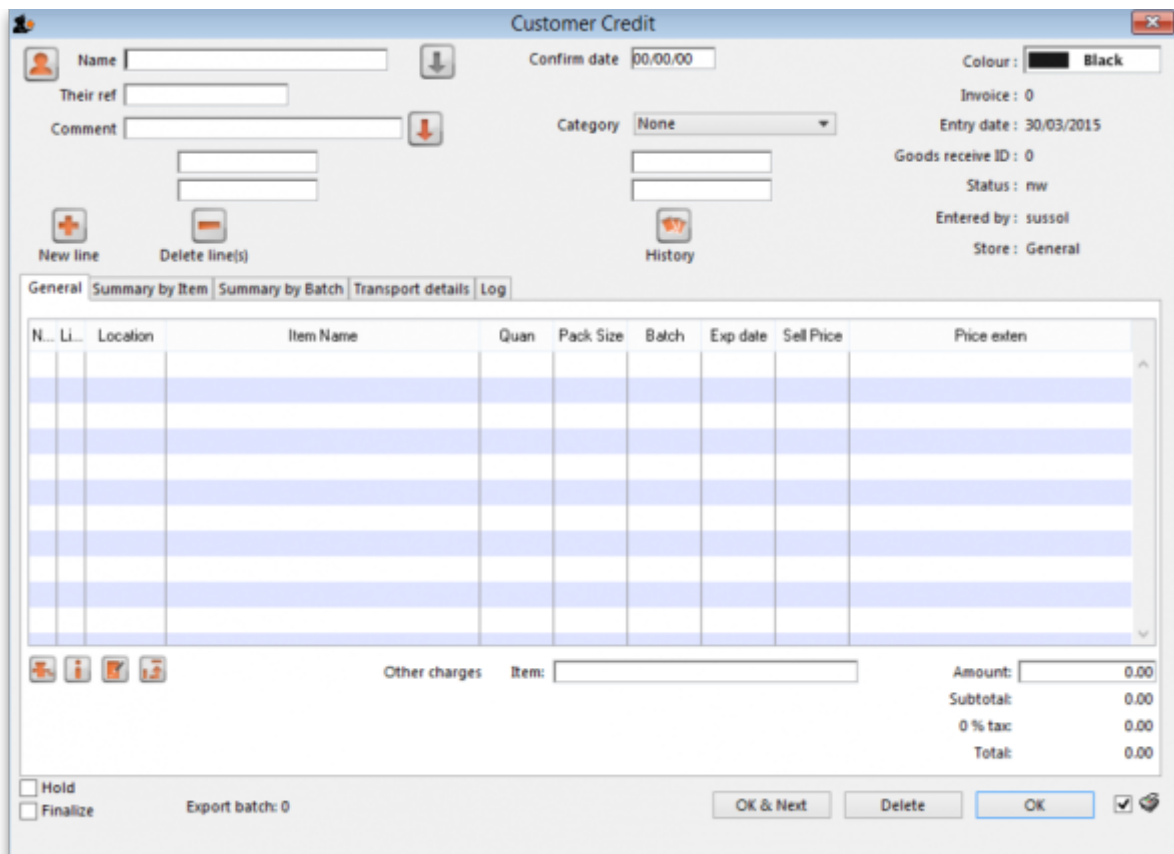 Customer Credit
Name
Confirm date 00/00/00
Colour : Black
Their ref
Invoice : 0
Comment
Category None
Entry date : 30/03/2015
Goods receive ID : 0
Status : nw
Entered by : sussol
New line
Delete line(s)
History
Store : General
General Summary by Item Summary by Batch Transport details Log
N... Li... Location Item Name Quan Pack Size Batch Exp date Sell Price Price exten
Other charges Item: Amount: 0.00
Subtotal: 0.00
0 % tax: 0.00
Total: 0.00
Hold
Finalize
Export batch: 0
OK & Next Delete OK